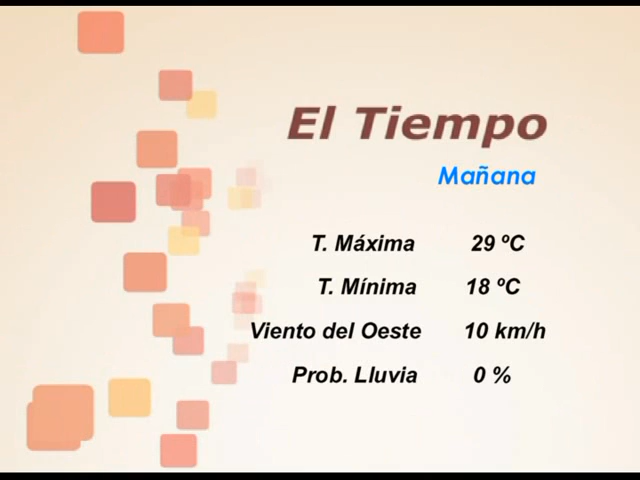 El Tiempo
Mañana
T. Máxima 29 ºC
T. Mínima 18 ºC
Viento del Oeste 10 km/h
Prob. Lluvia 0 %